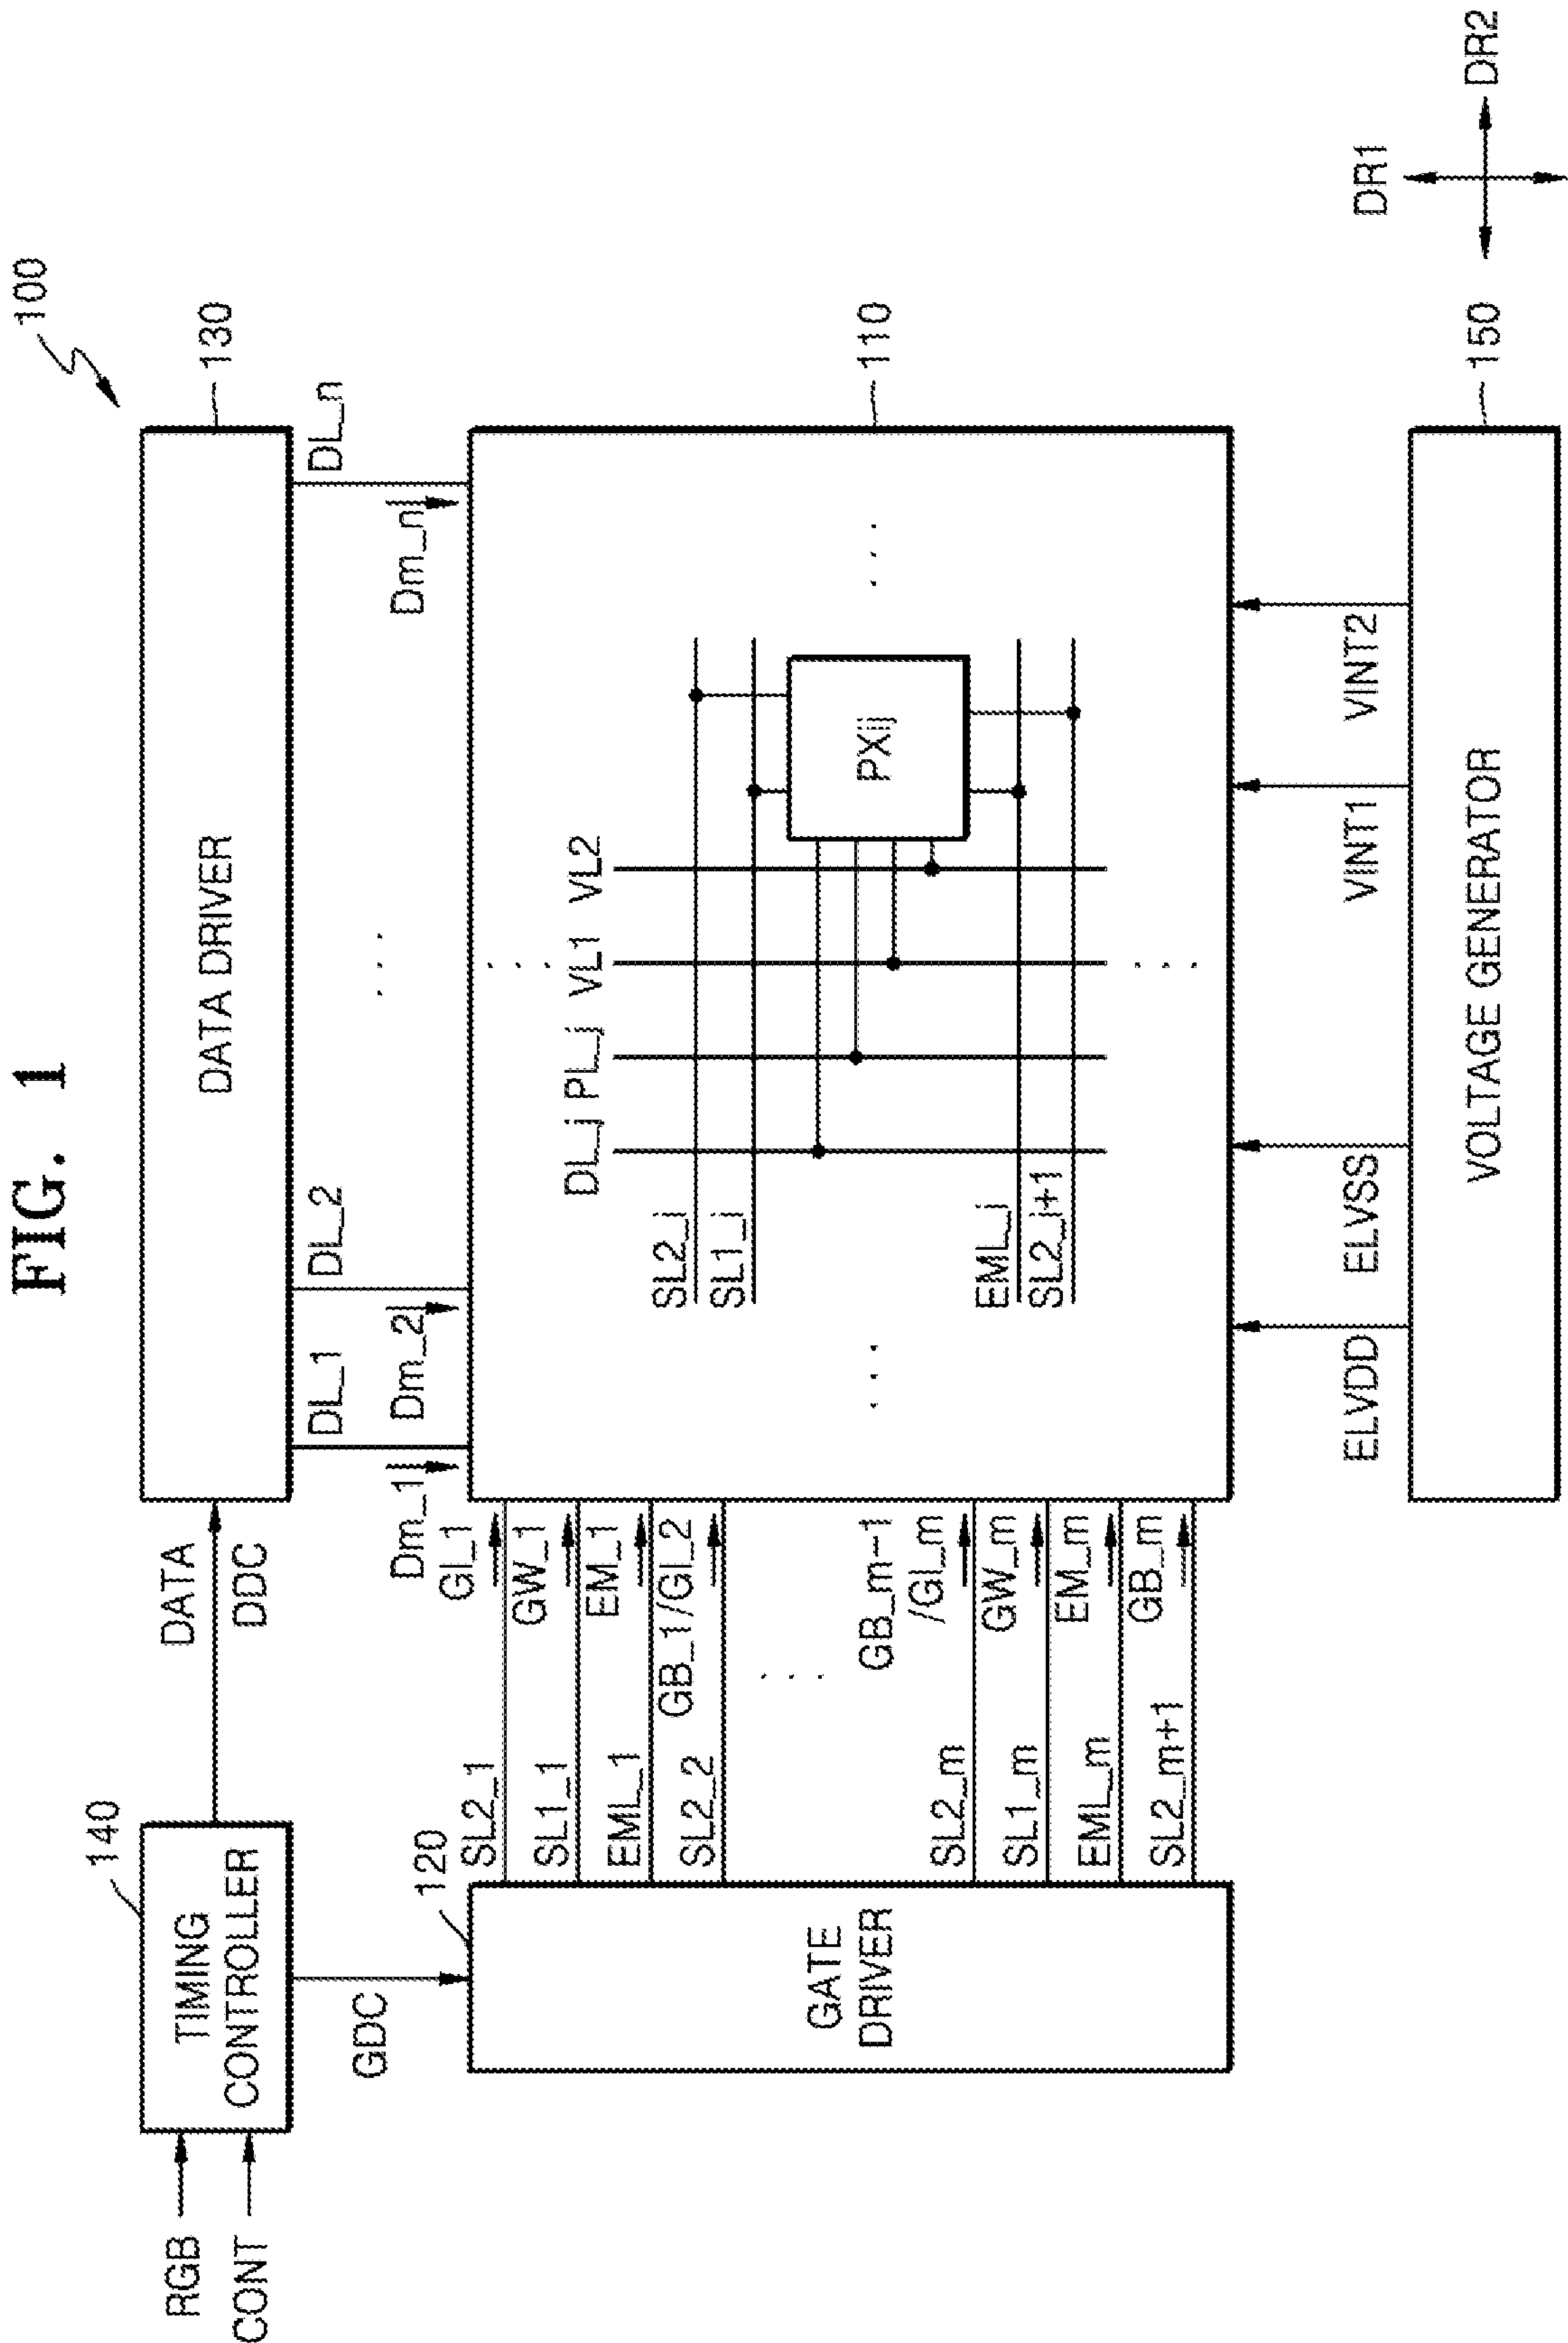 FIG. 1
100
140
TIMING
CONTROLLER
RGB
CONT
DATA
DDC
GDC
DATA DRIVER
130
DL_1
DL_2
DL_n
Dm_1
Dm_2
Dm_n
120
GATE
DRIVER
SL2_1
GI_1
SL1_1
GW_1
EML_1
EM_1
SL2_2
GB_1/GI_2
SL2_m
GB_m-1
/GI_m
SL1_m
GW_m
EML_m
EM_m
SL2_m+1
GB_m
110
DL_j PL_j VL1 VL2
SL2_i
SL1_i
PXij
EML_i
SL2_i+1
ELVDD
ELVSS
VINT1
VINT2
VOLTAGE GENERATOR
150
DR1
DR2